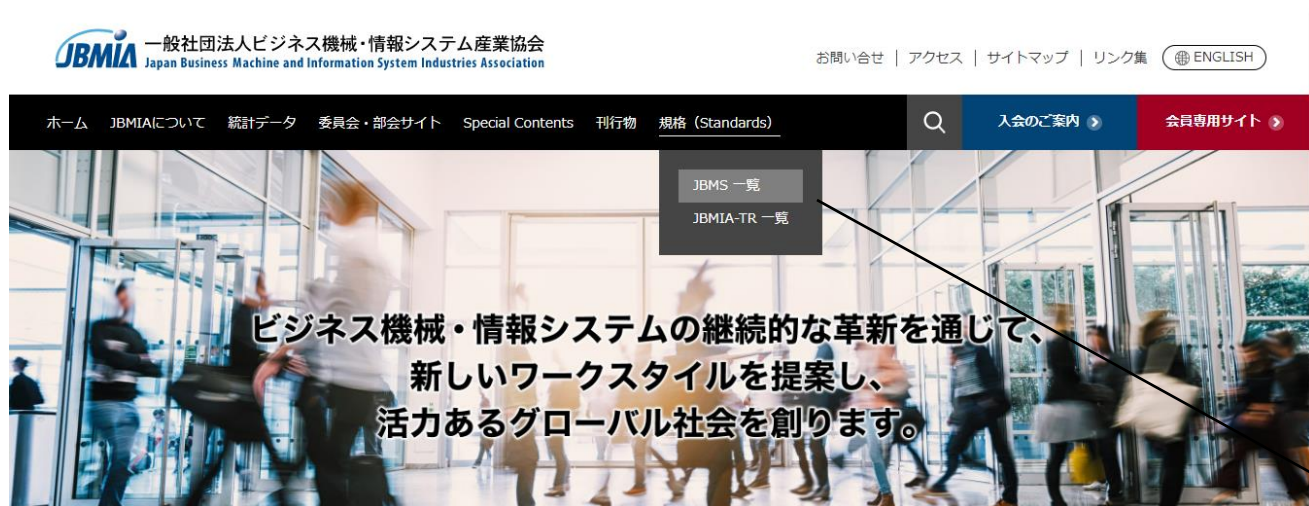 JBMIA 一般社団法人ビジネス機械・情報システム産業協会
Japan Business Machine and Information System Industries Association
お問い合せ | アクセス | サイトマップ | リンク集 ENGLISH
ホーム JBMIAについて 統計データ 委員会・部会サイト Special Contents 刊行物 規格（Standards） 入会のご案内 会員専用サイト
JBMS 一覧
JBMIA-TR 一覧
ビジネス機械・情報システムの継続的な革新を通じて、
新しいワークスタイルを提案し、
活力あるグローバル社会を創ります。